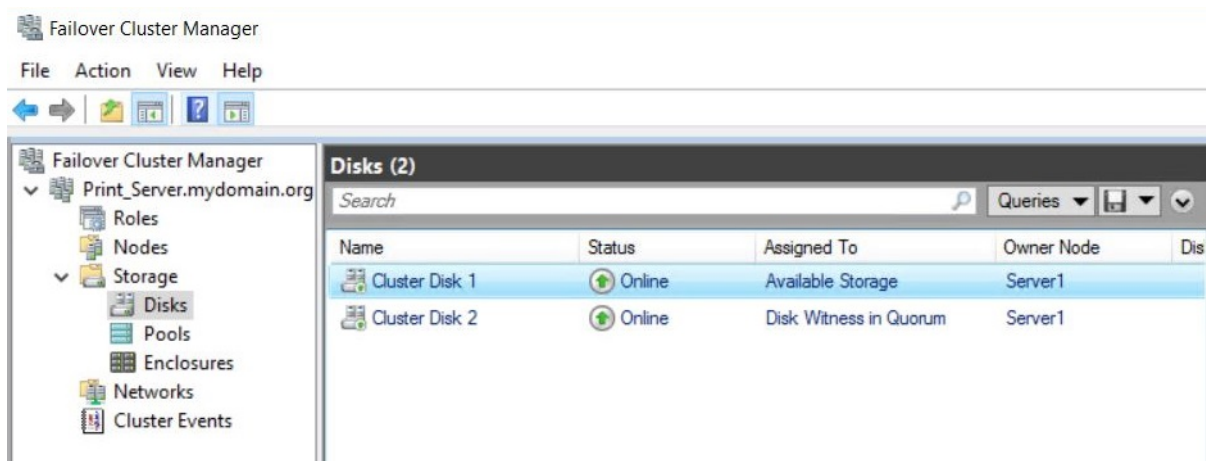 Failover Cluster Manager
File Action View Help
Failover Cluster Manager
Print_Server.mydomain.org
Roles
Nodes
Storage
Disks
Pools
Enclosures
Networks
Cluster Events
Disks (2)
Search Queries
Name Status Assigned To Owner Node Dis
Cluster Disk 1 Online Available Storage Server1
Cluster Disk 2 Online Disk Witness in Quorum Server1